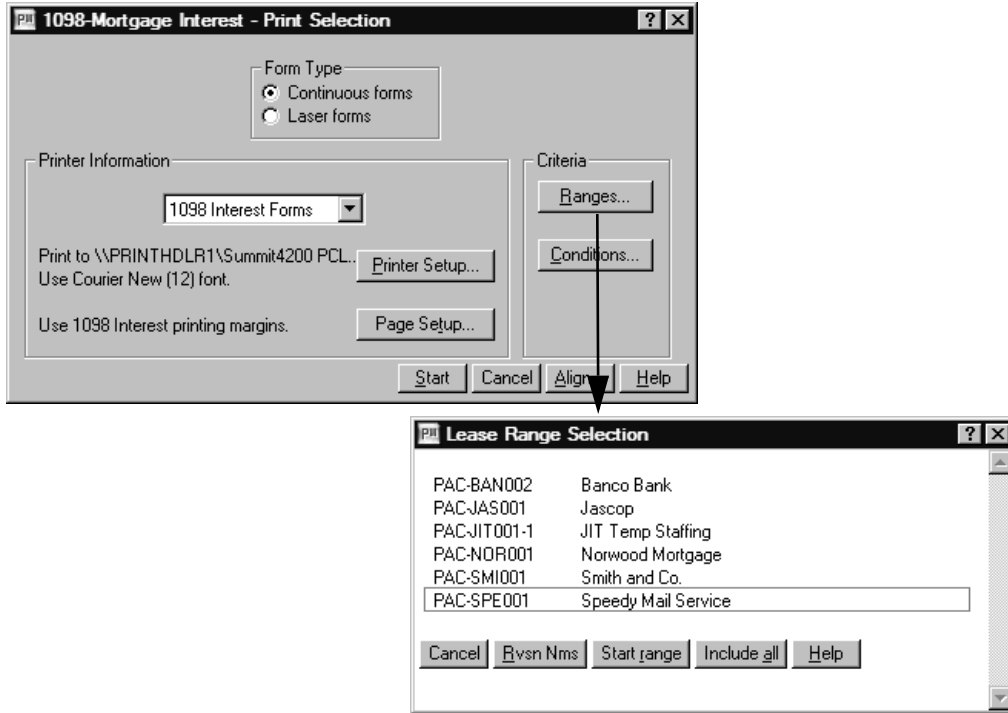 PM 1098-Mortgage Interest - Print Selection ? X
Form Type
Continuous forms
Laser forms
Printer Information
1098 Interest Forms
Print to \\PRINTHDLR1\Summit4200 PCL..
Use Courier New (12) font.
Printer Setup...
Use 1098 Interest printing margins.
Page Setup...
Criteria
Ranges...
Conditions...
Start Cancel Align Help
PM Lease Range Selection ? X
PAC-BAN002 Banco Bank
PAC-JAS001 Jascop
PAC-JIT001-1 JIT Temp Staffing
PAC-NOR001 Norwood Mortgage
PAC-SMI001 Smith and Co.
PAC-SPE001 Speedy Mail Service
Cancel Rvsn Nms Start range Include all Help